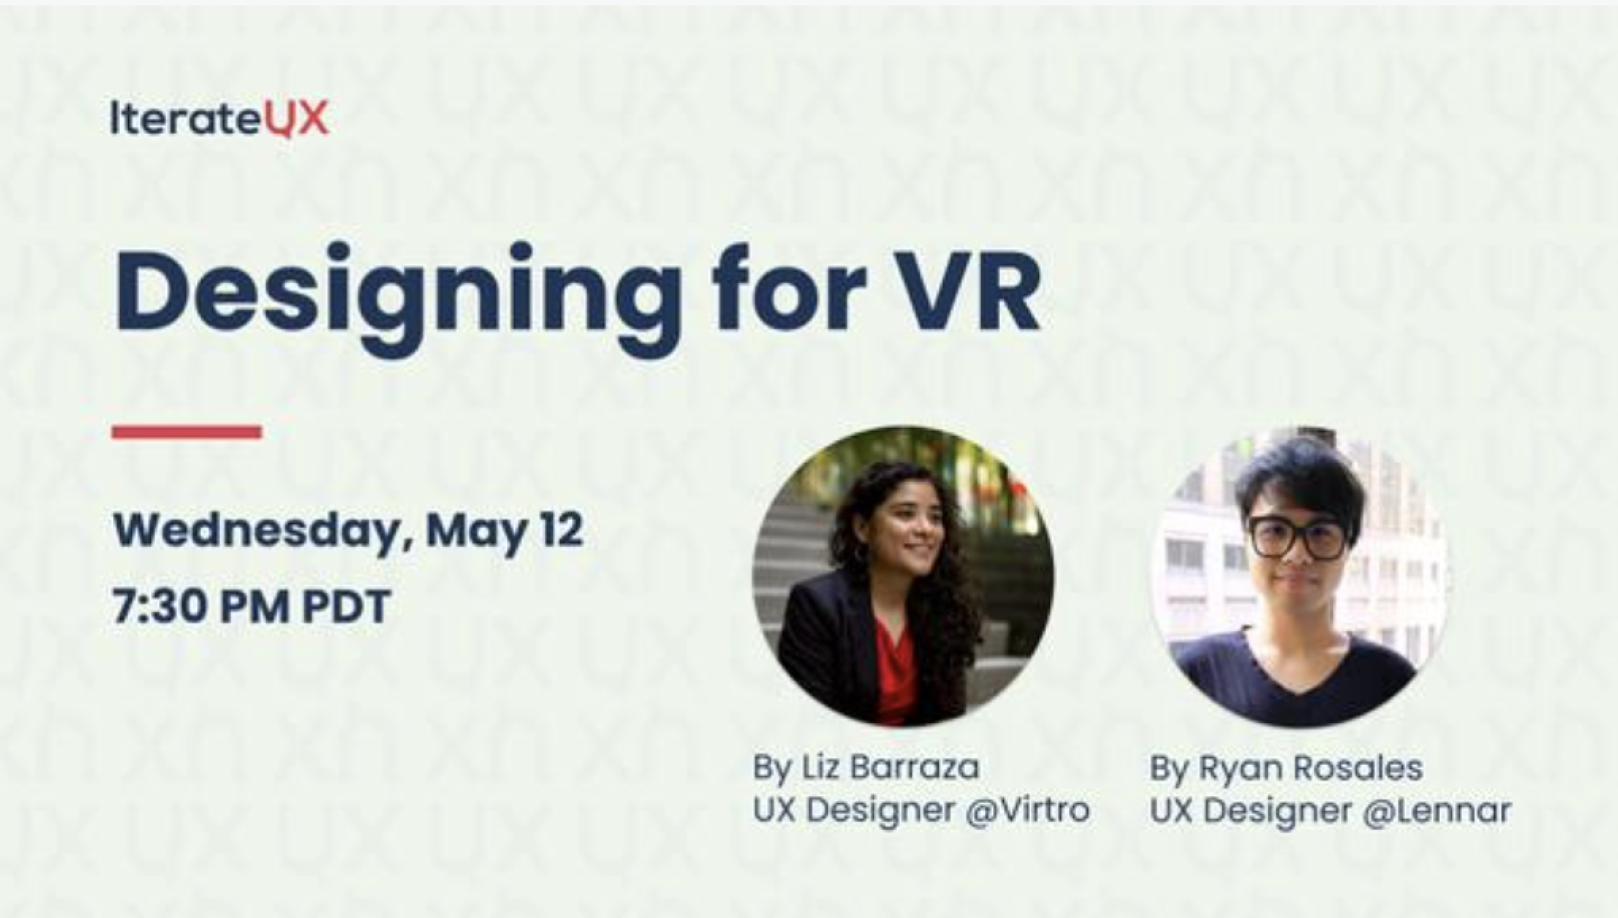 IterateUX
Designing for VR
Wednesday, May 12
7:30 PM PDT
By Liz Barraza
UX Designer @Virtro
By Ryan Rosales
UX Designer @Lennar